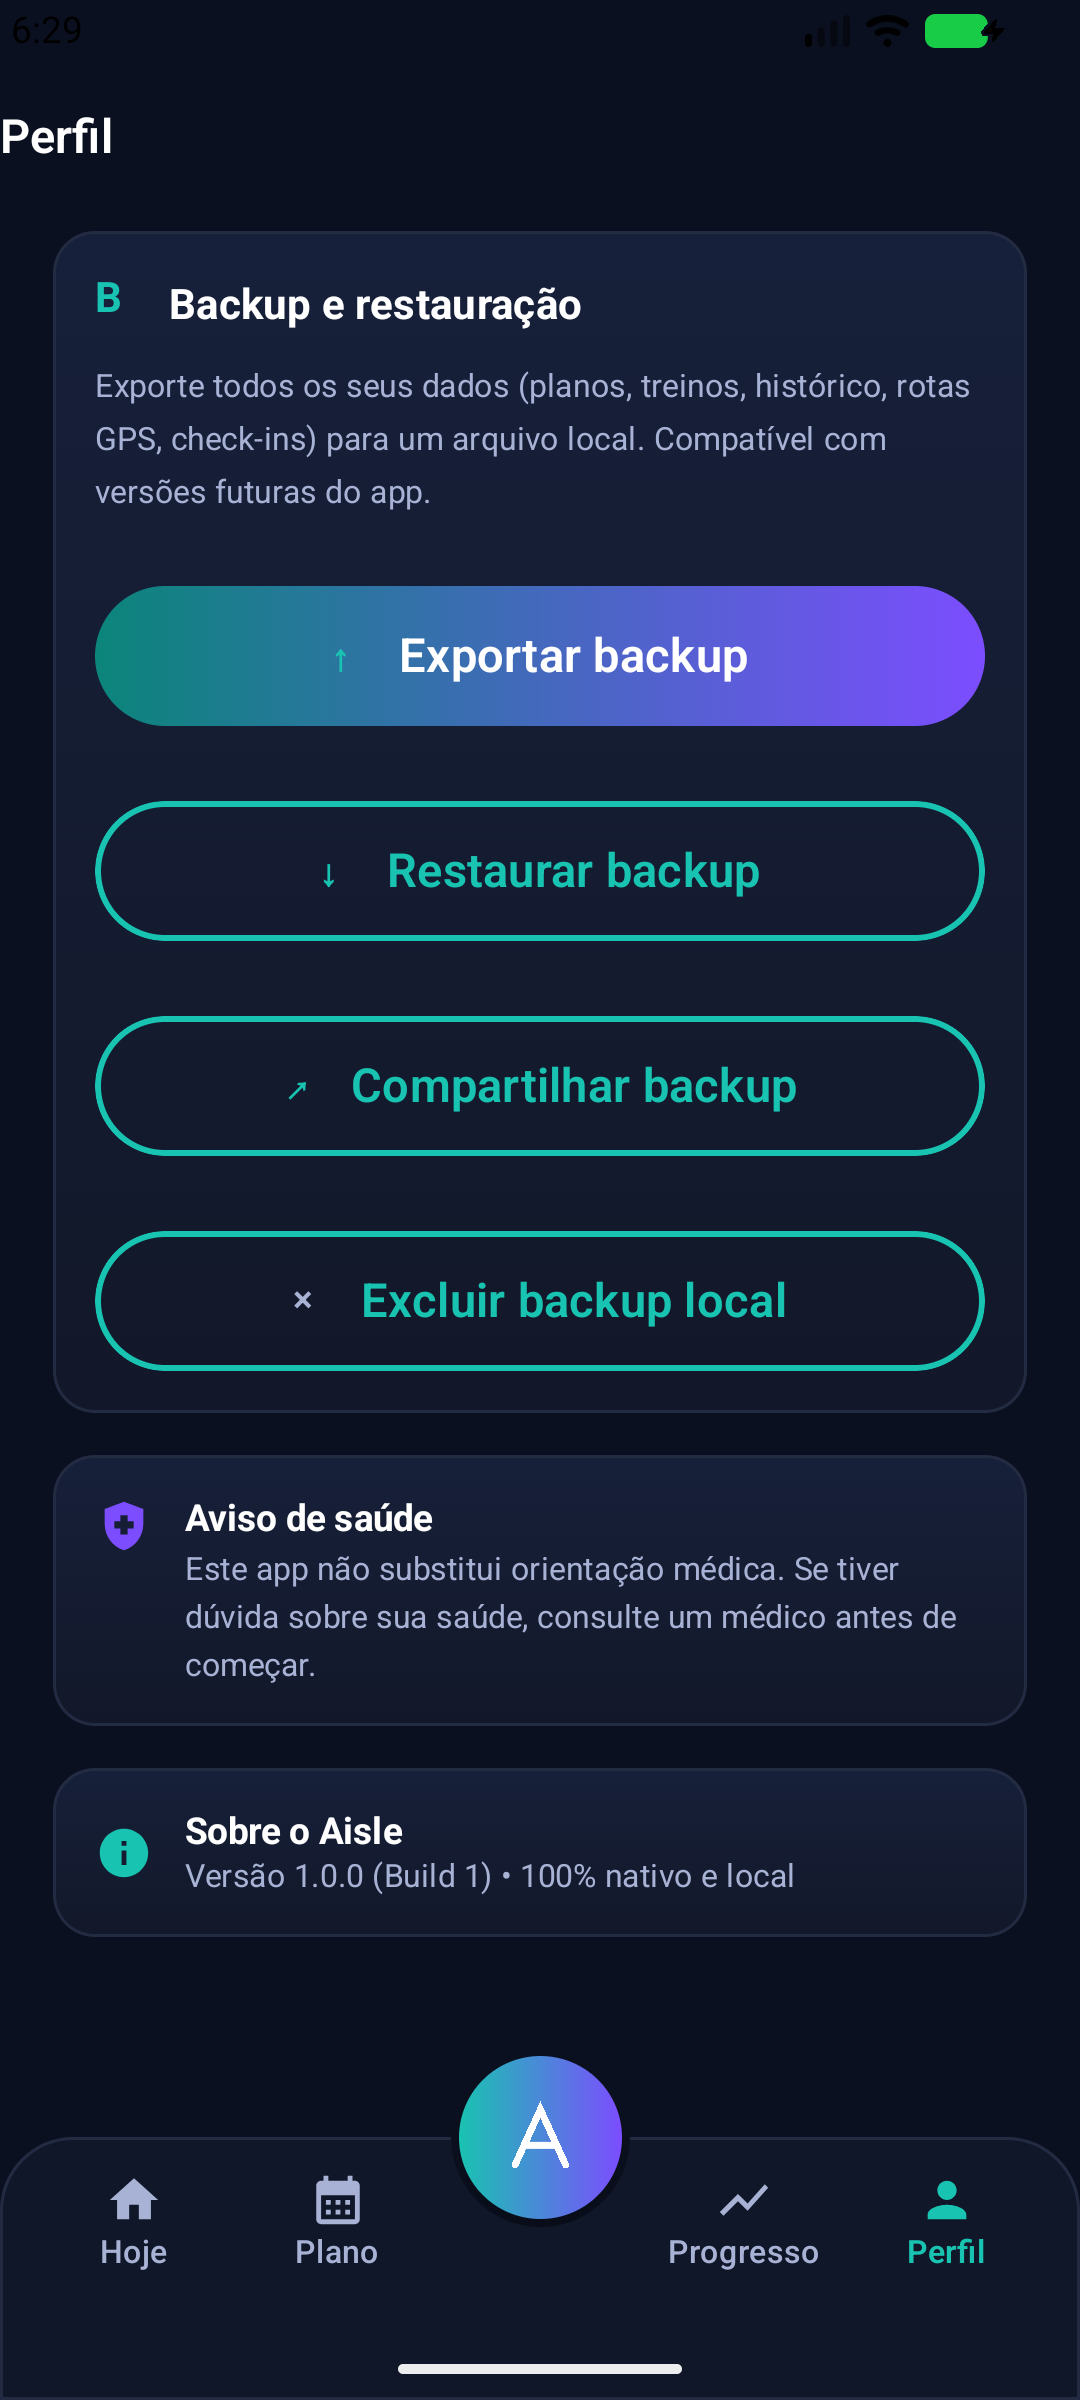 6:29
Perfil
B Backup e restauração
Exporte todos os seus dados (planos, treinos, histórico, rotas
GPS, check-ins) para um arquivo local. Compatível com
versões futuras do app.
↑ Exportar backup
↓ Restaurar backup
↗ Compartilhar backup
× Excluir backup local
Aviso de saúde
Este app não substitui orientação médica. Se tiver
dúvida sobre sua saúde, consulte um médico antes de
começar.
Sobre o Aisle
Versão 1.0.0 (Build 1) • 100% nativo e local
A
Hoje Plano Progresso Perfil